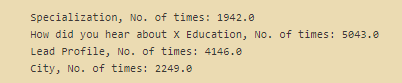 Specialization, No. of times: 1942.0
How did you hear about X Education, No. of times: 5043.0
Lead Profile, No. of times: 4146.0
City, No. of times: 2249.0